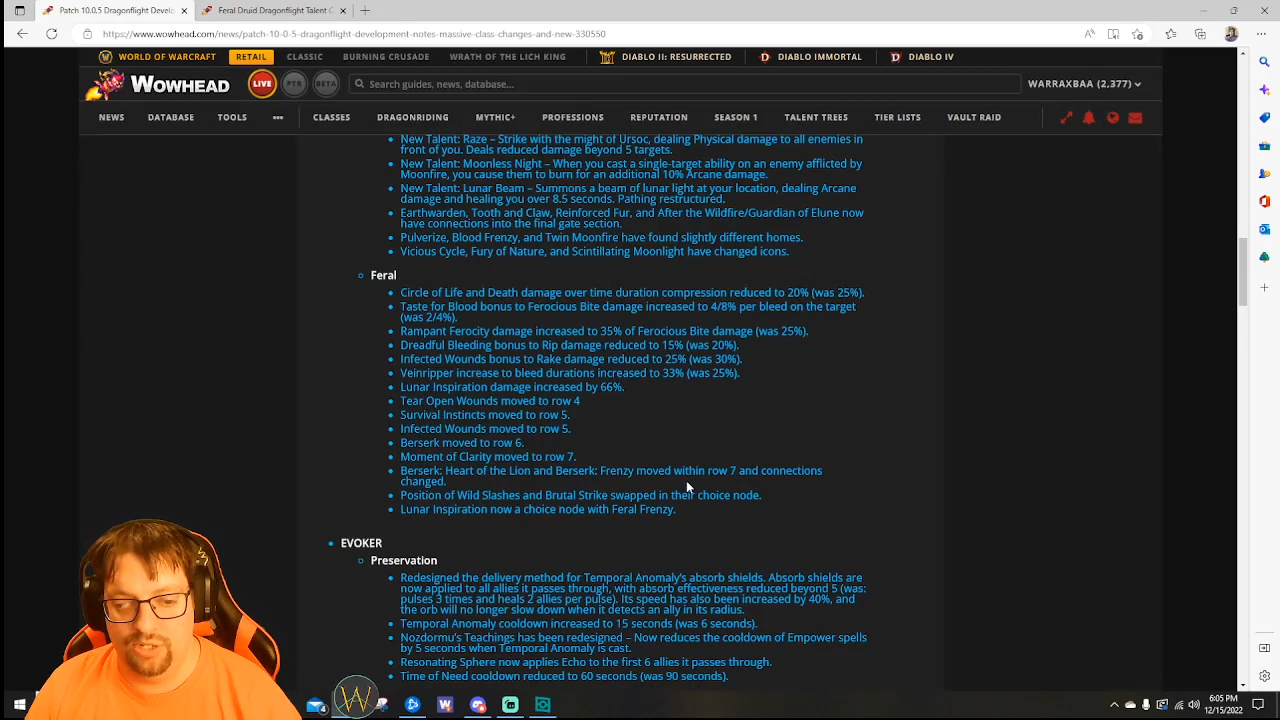 Patch 10.0.5 Dragonflight Develo
Feral Druid Dragonflight Talent C
https://www.wowhead.com/news/patch-10-0-5-dragonflight-development-notes-massive-class-changes-and-new-330550
WORLD OF WARCRAFT RETAIL CLASSIC BURNING CRUSADE WRATH OF THE LICH KING DIABLO II: RESURRECTED DIABLO IMMORTAL DIABLO IV
WOWHEAD LIVE PTR BETA Search guides, news, database... WARRAXBAA (2,377)
NEWS DATABASE TOOLS ••• CLASSES DRAGONRIDING MYTHIC+ PROFESSIONS REPUTATION SEASON 1 TALENT TREES TIER LISTS VAULT RAID
New Talent: Raze – Strike with the might of Ursoc, dealing Physical damage to all enemies in
front of you. Deals reduced damage beyond 5 targets.
New Talent: Moonless Night – When you cast a single-target ability on an enemy afflicted by
Moonfire, you cause them to burn for an additional 10% Arcane damage.
New Talent: Lunar Beam – Summons a beam of lunar light at your location, dealing Arcane
damage and healing you over 8.5 seconds. Pathing restructured.
Earthwarden, Tooth and Claw, Reinforced Fur, and After the Wildfire/Guardian of Elune now
have connections into the final gate section.
Pulverize, Blood Frenzy, and Twin Moonfire have found slightly different homes.
Vicious Cycle, Fury of Nature, and Scintillating Moonlight have changed icons.
Feral
Circle of Life and Death damage over time duration compression reduced to 20% (was 25%).
Taste for Blood bonus to Ferocious Bite damage increased to 4/8% per bleed on the target
(was 2/4%).
Rampant Ferocity damage increased to 35% of Ferocious Bite damage (was 25%).
Dreadful Bleeding bonus to Rip damage reduced to 15% (was 20%).
Infected Wounds bonus to Rake damage reduced to 25% (was 30%).
Veinripper increase to bleed durations increased to 33% (was 25%).
Lunar Inspiration damage increased by 66%.
Tear Open Wounds moved to row 4
Survival Instincts moved to row 5.
Infected Wounds moved to row 5.
Berserk moved to row 6.
Moment of Clarity moved to row 7.
Berserk: Heart of the Lion and Berserk: Frenzy moved within row 7 and connections
changed.
Position of Wild Slashes and Brutal Strike swapped in their choice node.
Lunar Inspiration now a choice node with Feral Frenzy.
EVOKER
Preservation
Redesigned the delivery method for Temporal Anomaly's absorb shields. Absorb shields are
now applied to all allies it passes through, with absorb effectiveness reduced beyond 5 (was:
pulses 3 times and heals 2 allies per pulse). Its speed has also been increased by 40%, and
the orb will no longer slow down when it detects an ally in its radius.
Temporal Anomaly cooldown increased to 15 seconds (was 6 seconds).
Nozdormu's Teachings has been redesigned – Now reduces the cooldown of Empower spells
by 5 seconds when Temporal Anomaly is cast.
Resonating Sphere now applies Echo to the first 6 allies it passes through.
Time of Need cooldown reduced to 60 seconds (was 90 seconds).
6:05 PM
12/15/2022